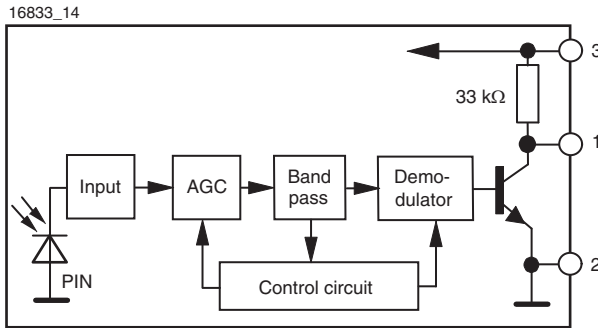 16833_14
3
33 kΩ
1
Input
AGC
Band
pass
Demo-
dulator
2
PIN
Control circuit